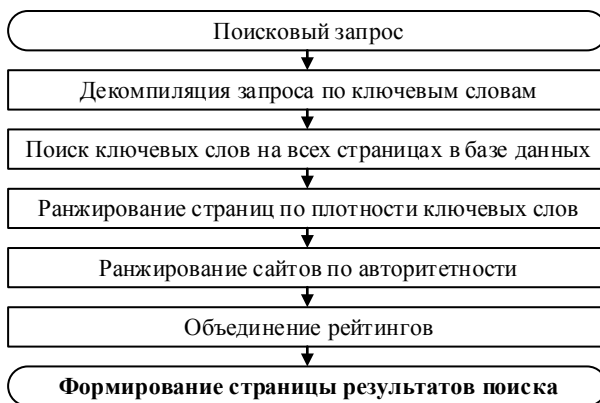 Поисковый запрос
Декомпиляция запроса по ключевым словам
Поиск ключевых слов на всех страницах в базе данных
Ранжирование страниц по плотности ключевых слов
Ранжирование сайтов по авторитетности
Объединение рейтингов
Формирование страницы результатов поиска